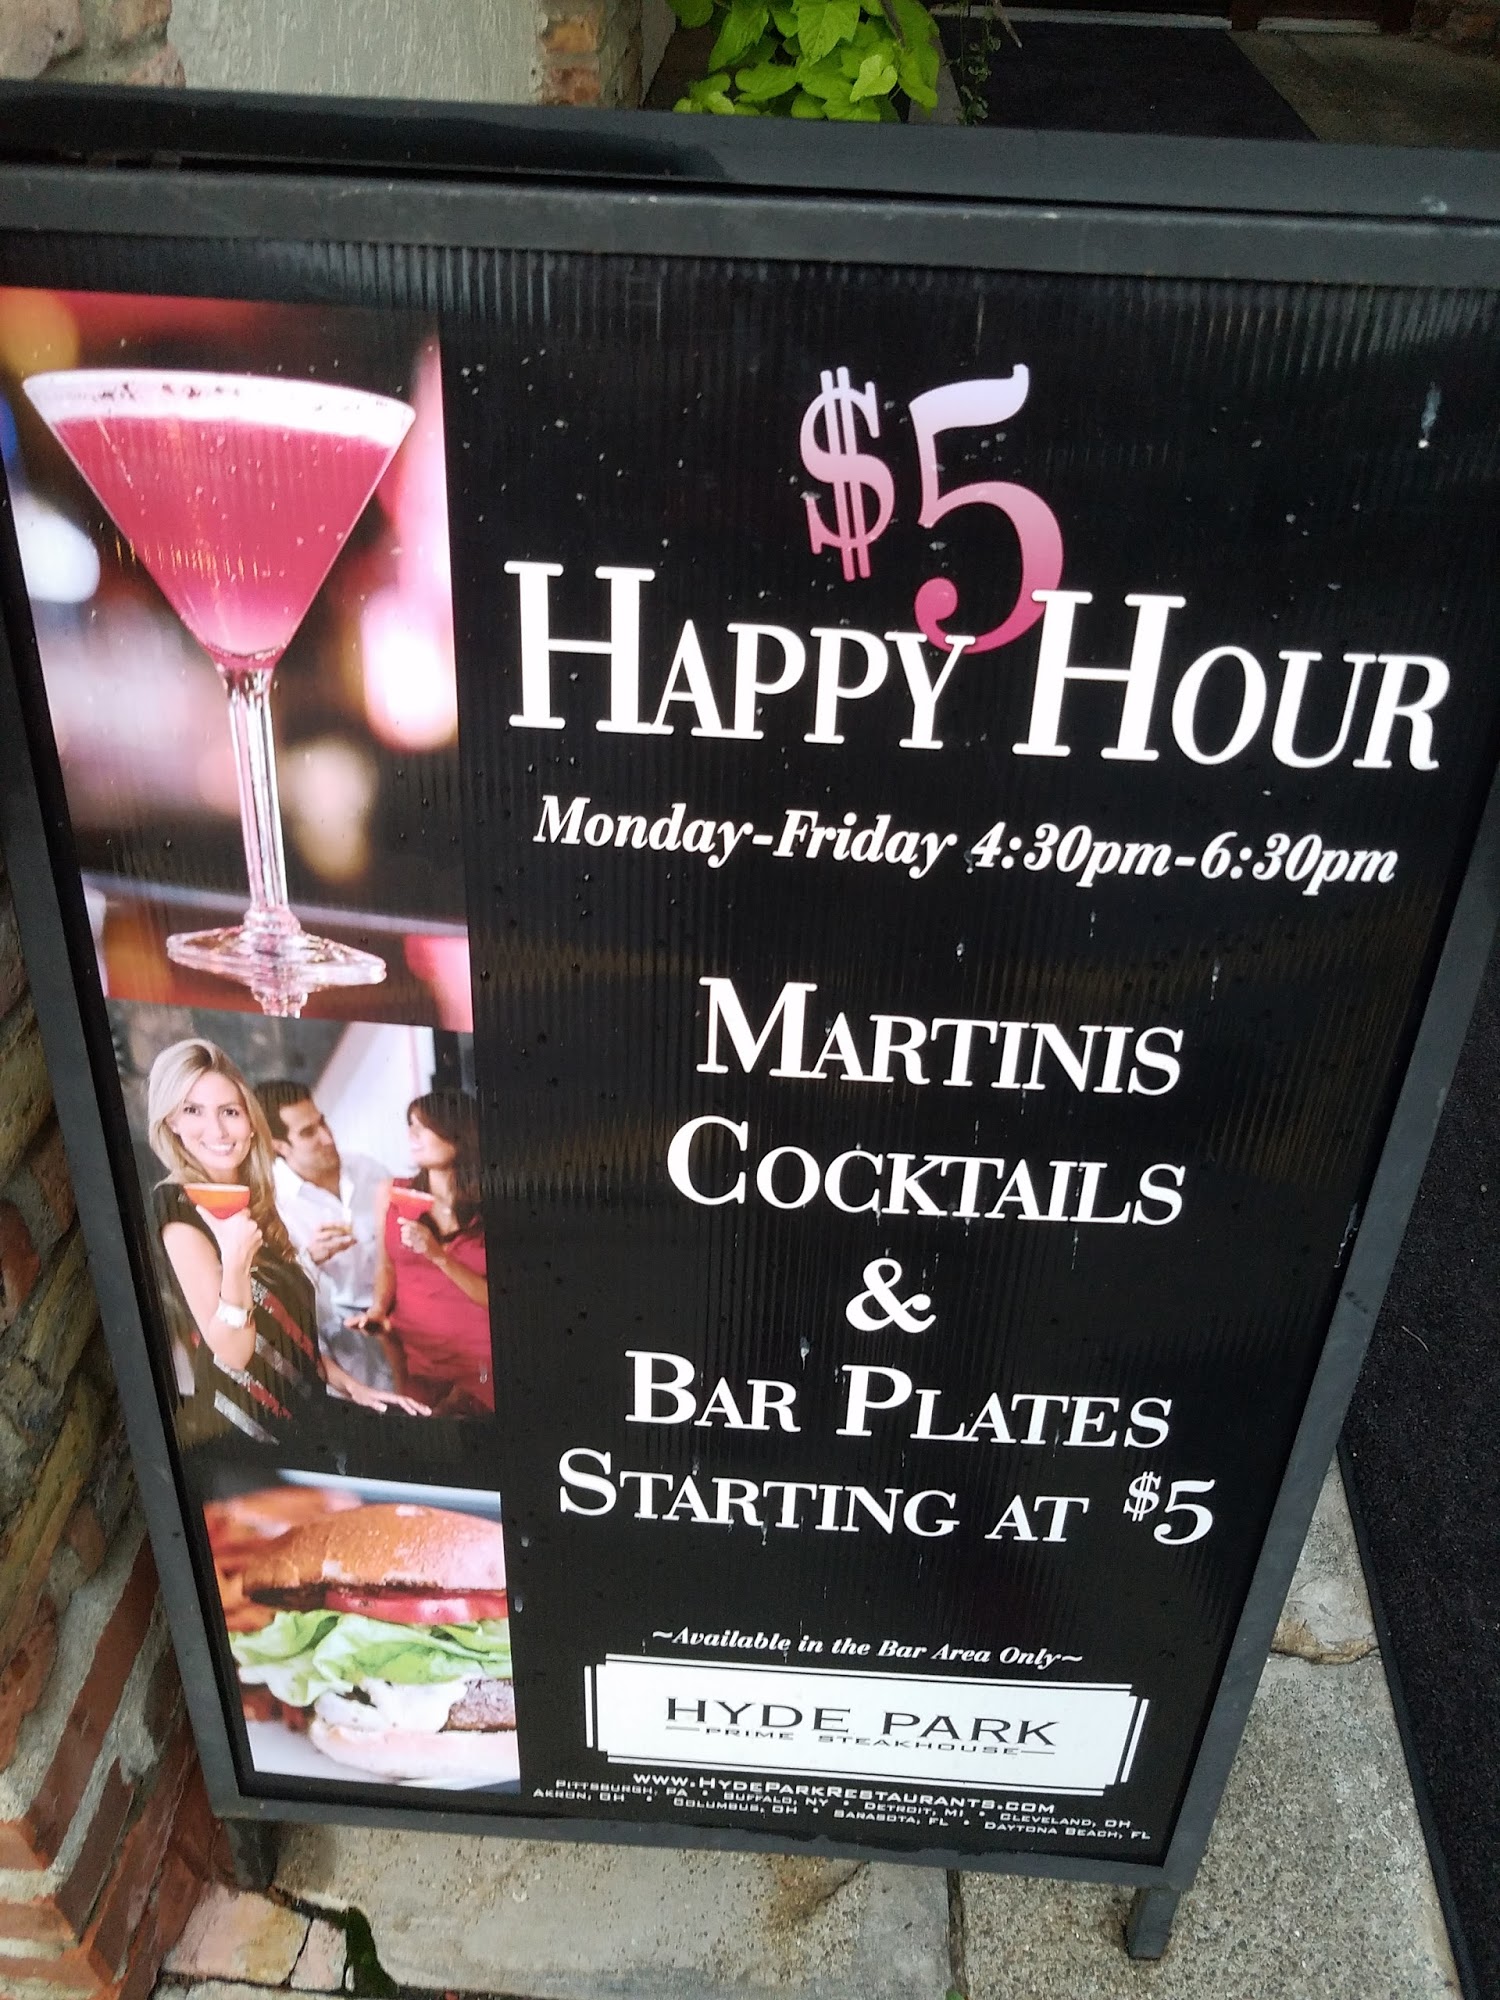 $5
HAPPY HOUR
Monday-Friday 4:30pm-6:30pm
MARTINIS
COCKTAILS
&
BAR PLATES
STARTING AT $5
~Available in the Bar Area Only~
HYDE PARK
PRIME STEAKHOUSE
WWW.HYDEPARKRESTAURANTS.COM
PITTSBURGH, PA • BUFFALO, NY • DETROIT, MI • CLEVELAND, OH
AKRON, OH • COLUMBUS, OH • SARASOTA, FL • DAYTONA BEACH, FL